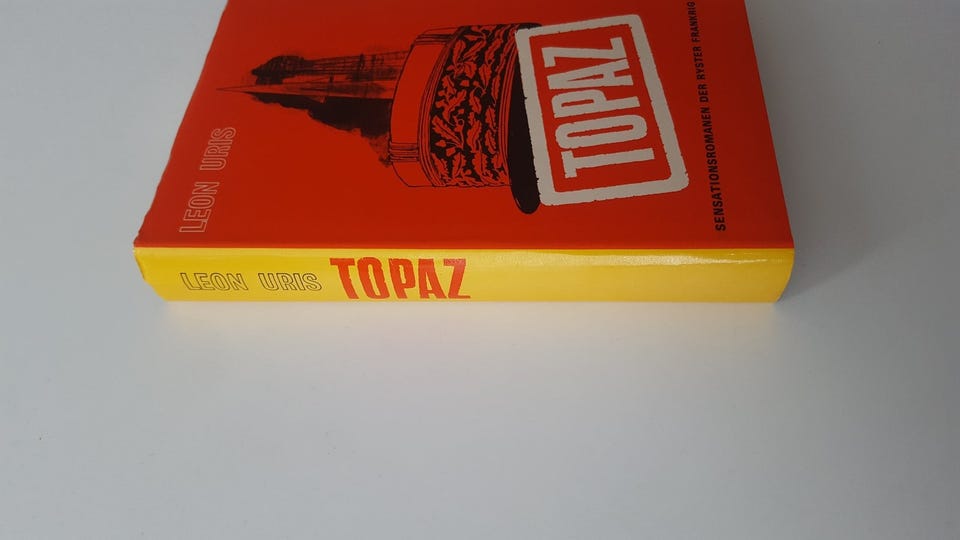 LEON URIS
TOPAZ
SENSATIONSROMANEN DER RYSTER FRANKRIG
LEON URIS TOPAZ